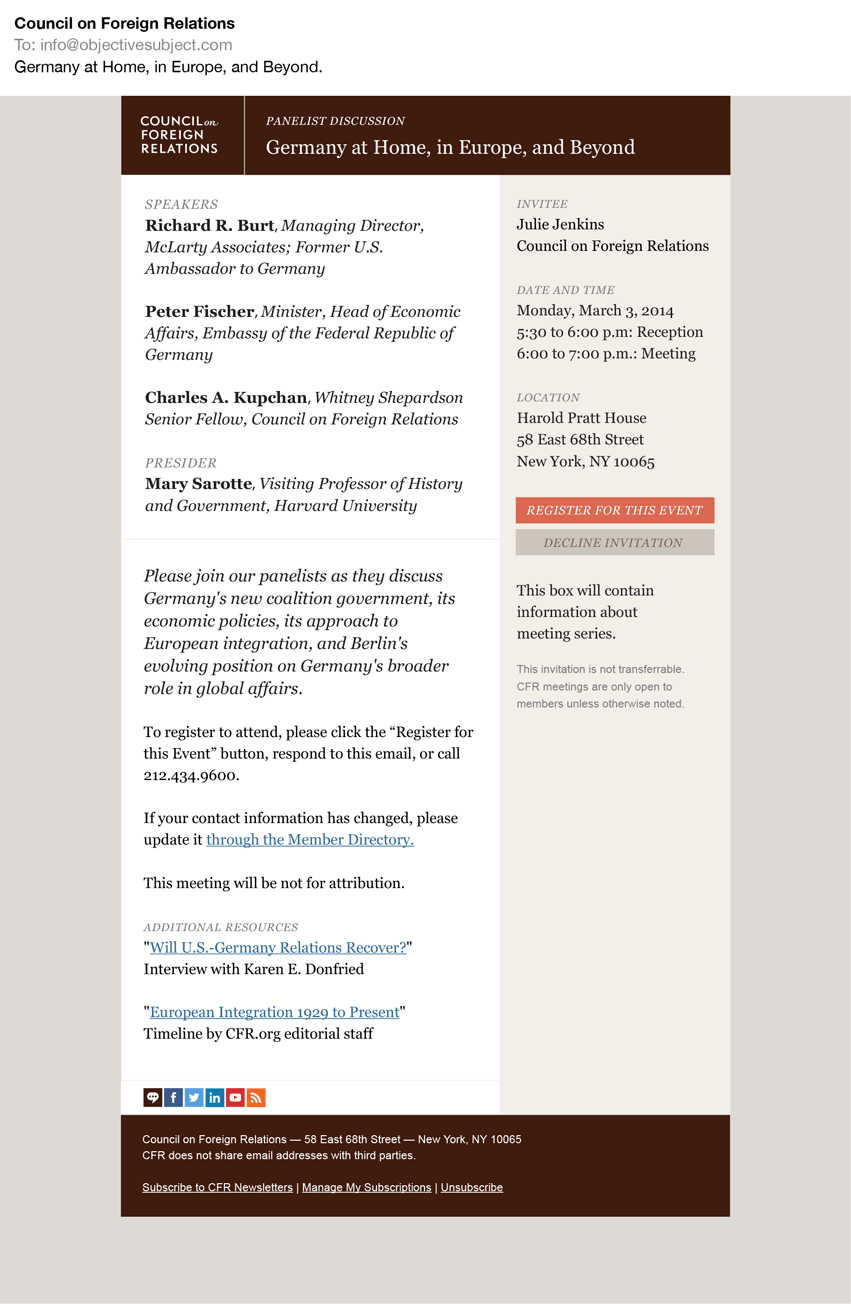 Council on Foreign Relations
To: info@objectivesubject.com
Germany at Home, in Europe, and Beyond.
COUNCIL on
FOREIGN
RELATIONS
PANELIST DISCUSSION
Germany at Home, in Europe, and Beyond
SPEAKERS
Richard R. Burt, Managing Director,
McLarty Associates; Former U.S.
Ambassador to Germany
Peter Fischer, Minister, Head of Economic
Affairs, Embassy of the Federal Republic of
Germany
Charles A. Kupchan, Whitney Shepardson
Senior Fellow, Council on Foreign Relations
PRESIDER
Mary Sarotte, Visiting Professor of History
and Government, Harvard University
Please join our panelists as they discuss
Germany's new coalition government, its
economic policies, its approach to
European integration, and Berlin's
evolving position on Germany's broader
role in global affairs.
To register to attend, please click the “Register for
this Event” button, respond to this email, or call
212.434.9600.
If your contact information has changed, please
update it through the Member Directory.
This meeting will be not for attribution.
ADDITIONAL RESOURCES
"Will U.S.-Germany Relations Recover?"
Interview with Karen E. Donfried
"European Integration 1929 to Present"
Timeline by CFR.org editorial staff
INVITEE
Julie Jenkins
Council on Foreign Relations
DATE AND TIME
Monday, March 3, 2014
5:30 to 6:00 p.m: Reception
6:00 to 7:00 p.m.: Meeting
LOCATION
Harold Pratt House
58 East 68th Street
New York, NY 10065
REGISTER FOR THIS EVENT
DECLINE INVITATION
This box will contain
information about
meeting series.
This invitation is not transferrable.
CFR meetings are only open to
members unless otherwise noted.
Council on Foreign Relations — 58 East 68th Street — New York, NY 10065
CFR does not share email addresses with third parties.
Subscribe to CFR Newsletters | Manage My Subscriptions | Unsubscribe